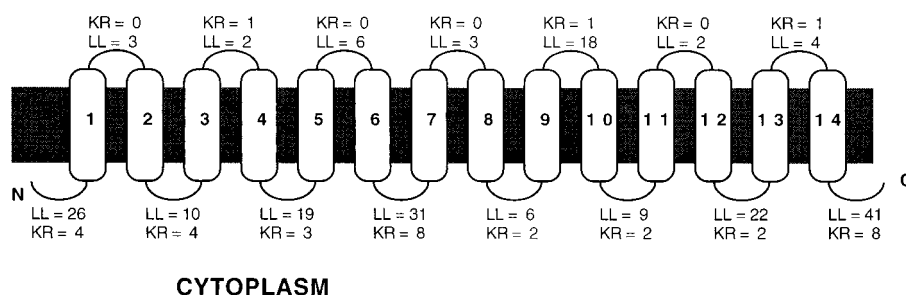 KR = 0 KR = 1 KR = 0 KR = 0 KR = 1 KR = 0 KR = 1
LL = 3 LL = 2 LL = 6 LL = 3 LL = 18 LL = 2 LL = 4
1 2 3 4 5 6 7 8 9 10 11 12 13 14
N C
LL = 26 LL = 10 LL = 19 LL = 31 LL = 6 LL = 9 LL = 22 LL = 41
KR = 4 KR = 4 KR = 3 KR = 8 KR = 2 KR = 2 KR = 2 KR = 8
CYTOPLASM